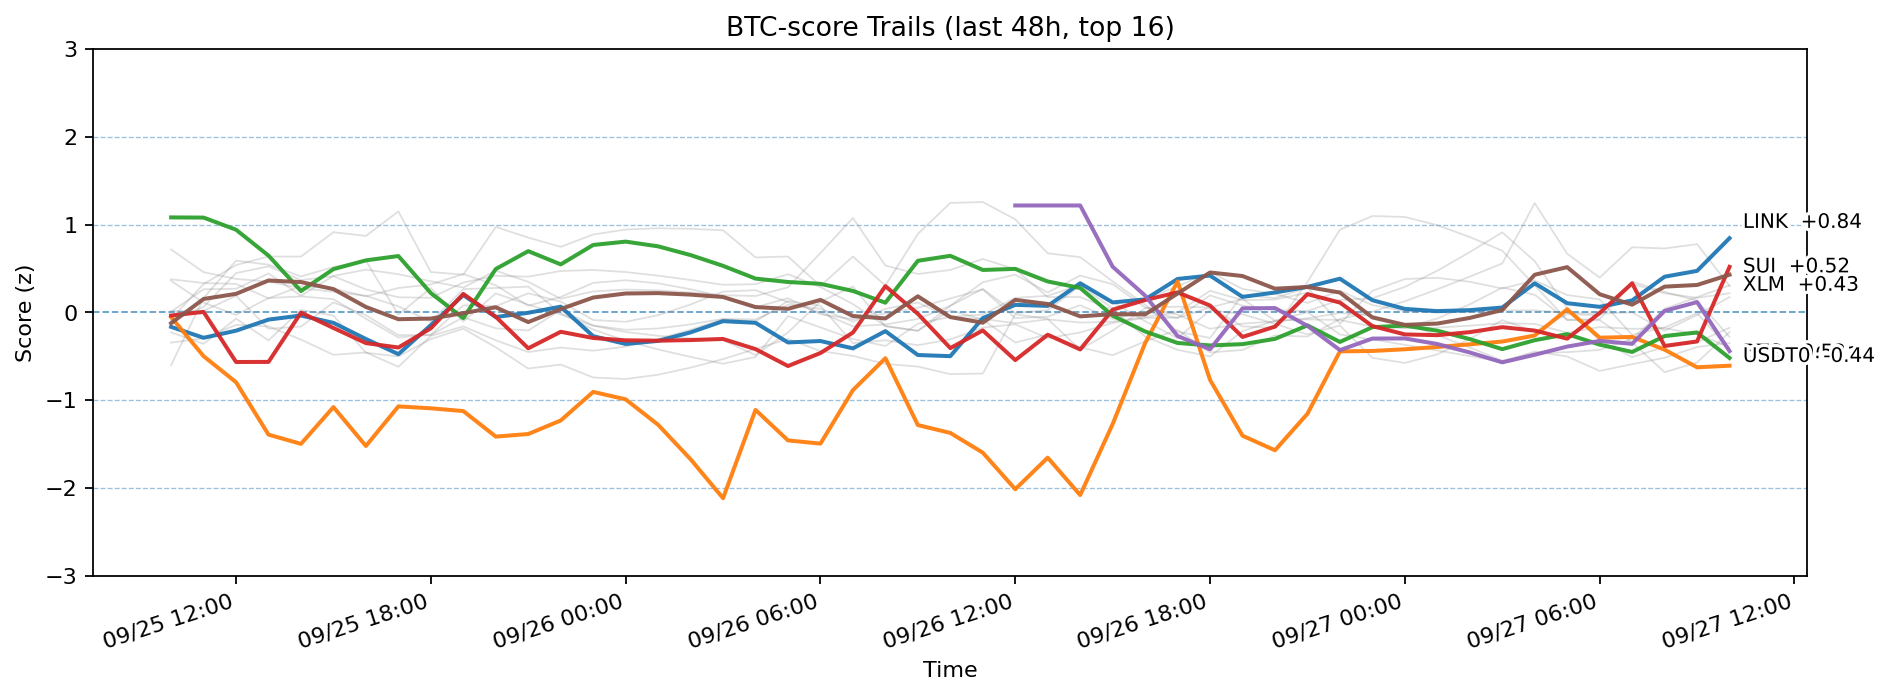 BTC-score Trails (last 48h, top 16)
Score (z)
3
2
1
0
−1
−2
−3
LINK +0.84
SUI +0.52
XLM +0.43
USDT0 -0.44
09/25 12:00
09/25 18:00
09/26 00:00
09/26 06:00
09/26 12:00
09/26 18:00
09/27 00:00
09/27 06:00
09/27 12:00
Time